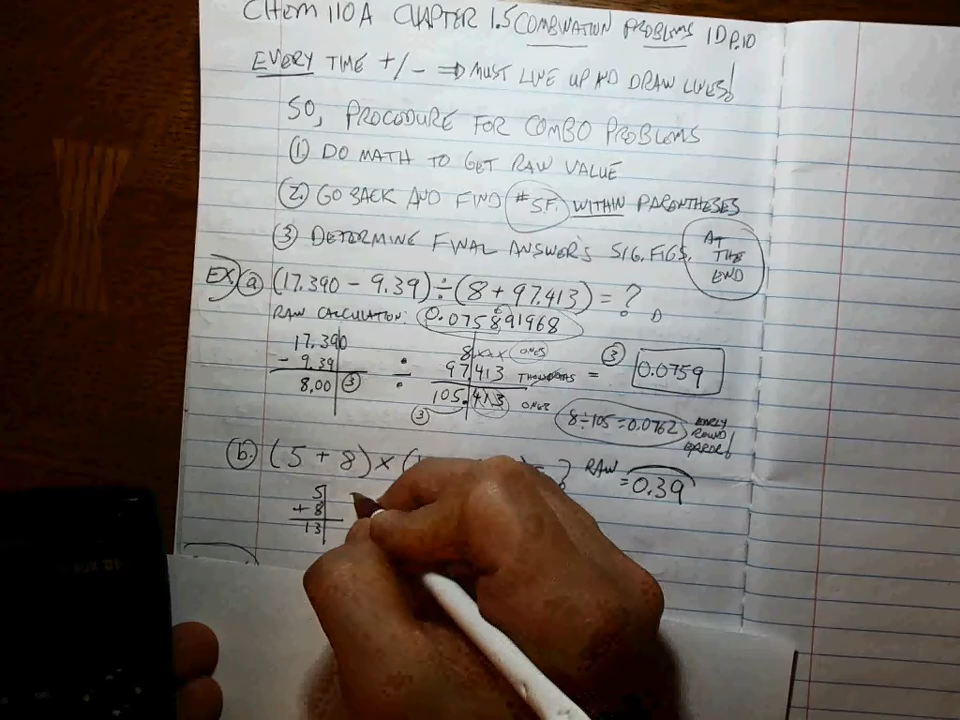 CHEM 110A CHAPTER 1.5 COMBINATION PROBLEMS 1D P.10
EVERY TIME +/- ⇒ MUST LINE UP AND DRAW LINES!
SO, PROCEDURE FOR COMBO PROBLEMS
① DO MATH TO GET RAW VALUE
② GO BACK AND FIND # S.F. WITHIN PARENTHESES
③ DETERMINE FINAL ANSWER'S SIG. FIGS. AT THE END
EX) ⓐ (17.390 - 9.39) ÷ (8 + 97.413) = ?
RAW CALCULATION: 0.075891968
17.390
- 9.39
8.00 ③
÷
8.xxx ONES
97.413 THOUSANDS
105.413 ONES
③
= ③ 0.0759
8÷105 = 0.0762 EARLY ROUND ERROR!
ⓑ (5 + 8) × ( ) = ? RAW = 0.39
5
+ 8
13